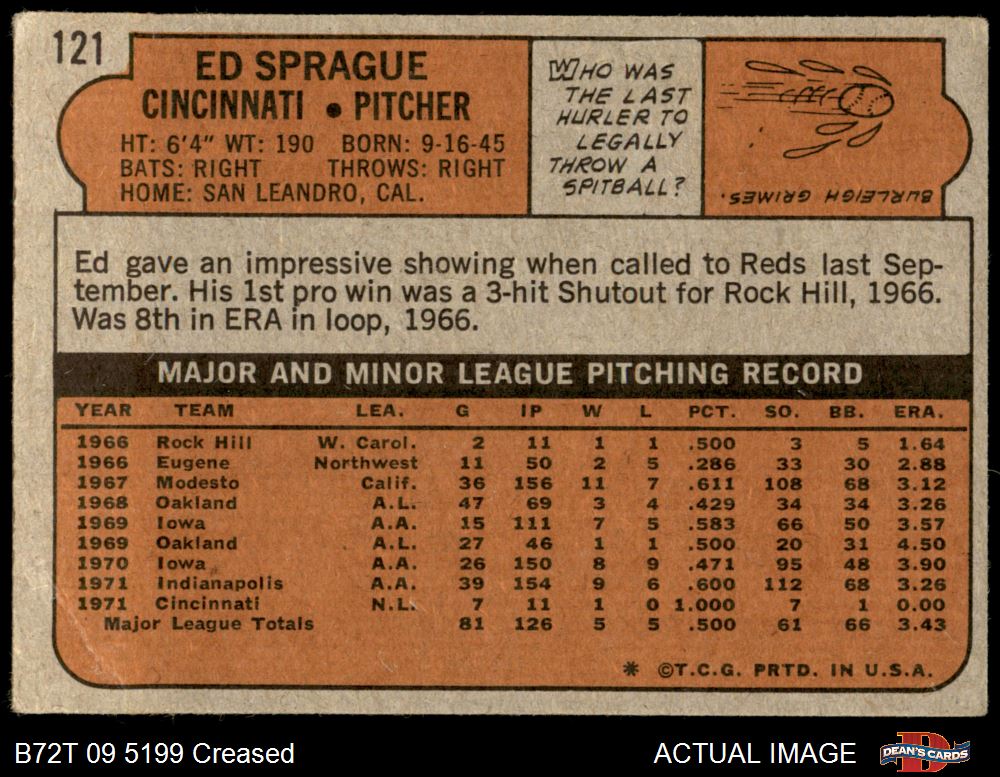 121
ED SPRAGUE
CINCINNATI • PITCHER
HT: 6'4" WT: 190 BORN: 9-16-45
BATS: RIGHT THROWS: RIGHT
HOME: SAN LEANDRO, CAL.
WHO WAS
THE LAST
HURLER TO
LEGALLY
THROW A
SPITBALL?
BURLEIGH GRIMES.
Ed gave an impressive showing when called to Reds last Sep-
tember. His 1st pro win was a 3-hit Shutout for Rock Hill, 1966.
Was 8th in ERA in loop, 1966.
MAJOR AND MINOR LEAGUE PITCHING RECORD
YEAR TEAM LEA. G IP W L PCT. SO. BB. ERA.
1966 Rock Hill W. Carol. 2 11 1 1 .500 3 5 1.64
1966 Eugene Northwest 11 50 2 5 .286 33 30 2.88
1967 Modesto Calif. 36 156 11 7 .611 108 68 3.12
1968 Oakland A.L. 47 69 3 4 .429 34 34 3.26
1969 Iowa A.A. 15 111 7 5 .583 66 50 3.57
1969 Oakland A.L. 27 46 1 1 .500 20 31 4.50
1970 Iowa A.A. 26 150 8 9 .471 95 48 3.90
1971 Indianapolis A.A. 39 154 9 6 .600 112 68 3.26
1971 Cincinnati N.L. 7 11 1 0 1.000 7 1 0.00
Major League Totals 81 126 5 5 .500 61 66 3.43
* ©T.C.G. PRTD. IN U.S.A.
B72T 09 5199 Creased
ACTUAL IMAGE
DEAN'S CARDS